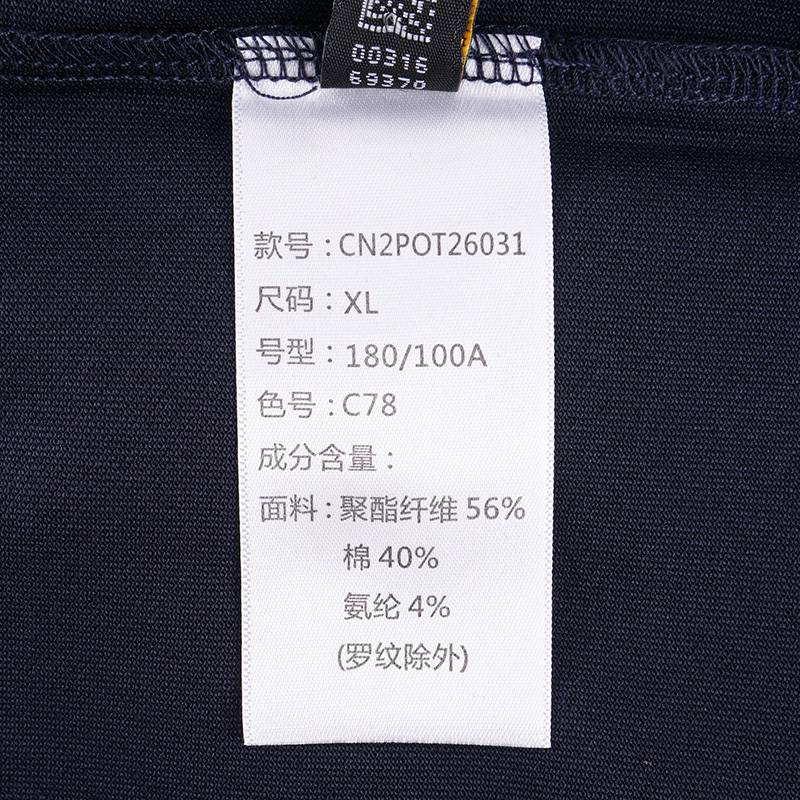 00316
69370
款号:CN2POT26031
尺码:XL
号型:180/100A
色号:C78
成分含量:
面料:聚酯纤维 56%
棉 40%
氨纶 4%
(罗纹除外)